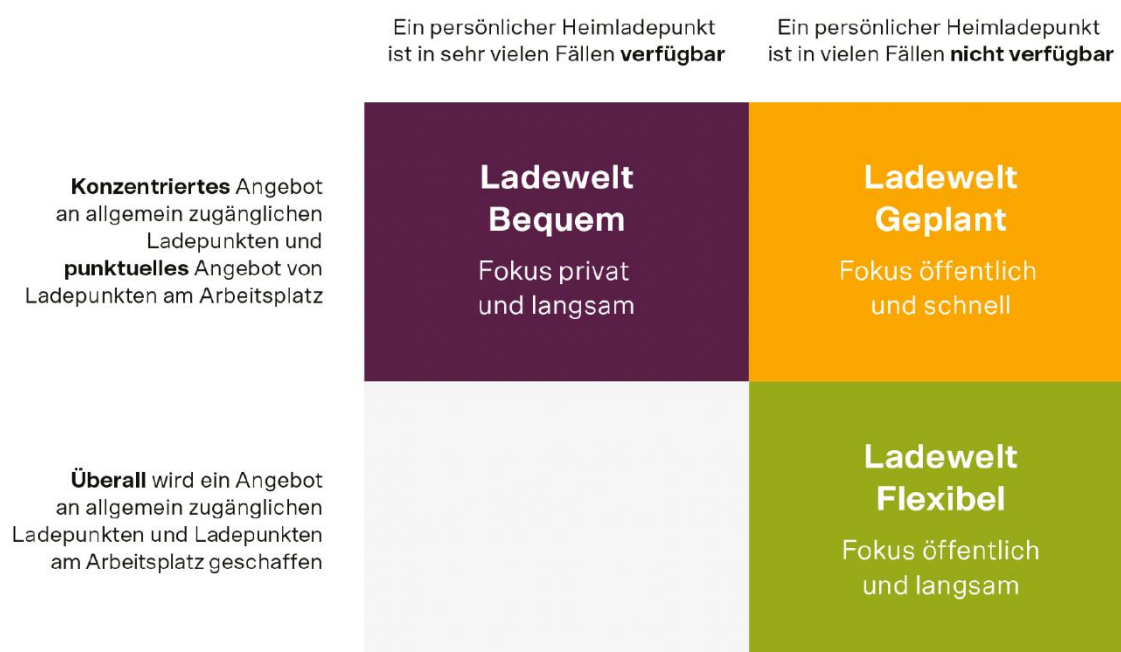 Ein persönlicher Heimladepunkt
ist in sehr vielen Fällen verfügbar
Ein persönlicher Heimladepunkt
ist in vielen Fällen nicht verfügbar
Konzentriertes Angebot
an allgemein zugänglichen
Ladepunkten und
punktuelles Angebot von
Ladepunkten am Arbeitsplatz
Ladewelt
Bequem
Fokus privat
und langsam
Ladewelt
Geplant
Fokus öffentlich
und schnell
Überall wird ein Angebot
an allgemein zugänglichen
Ladepunkten und Ladepunkten
am Arbeitsplatz geschaffen
Ladewelt
Flexibel
Fokus öffentlich
und langsam